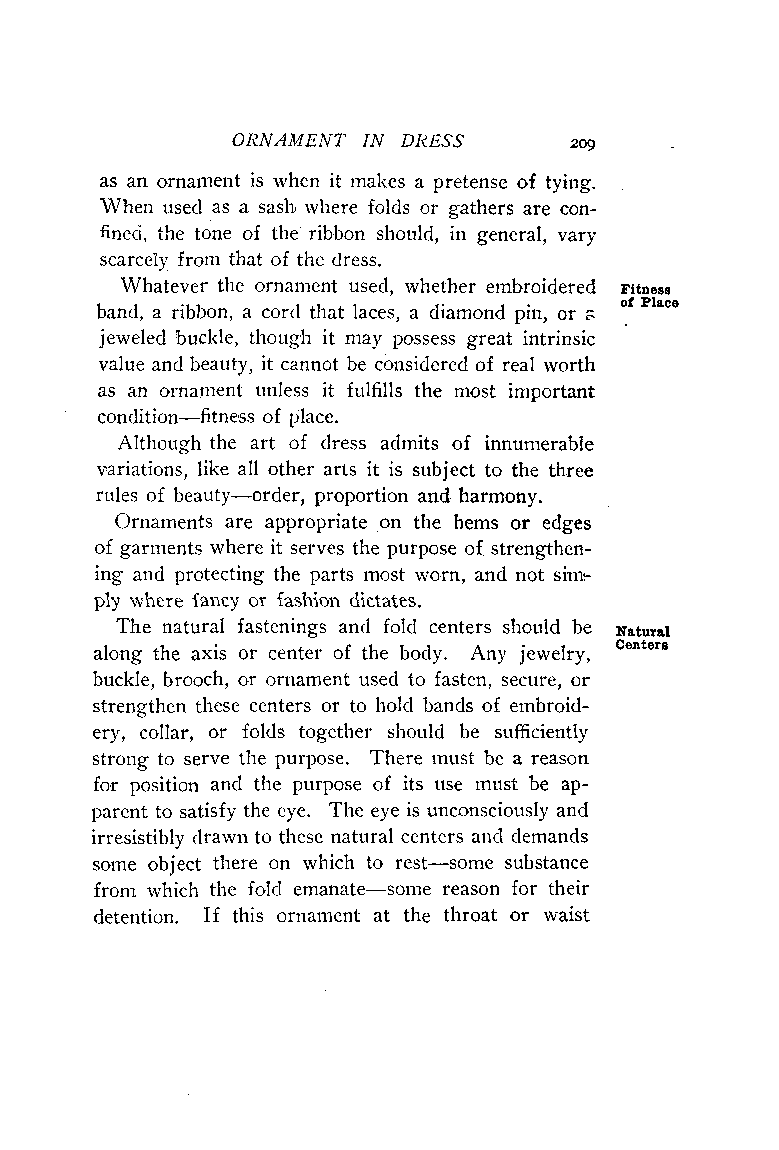 ORNAMENT IN DRESS 209
as an ornament is when it makes a pretense of tying.
When used as a sash where folds or gathers are con-
fined, the tone of the ribbon should, in general, vary
scarcely from that of the dress.
Whatever the ornament used, whether embroidered
Fitness
of Place
band, a ribbon, a cord that laces, a diamond pin, or a
jeweled buckle, though it may possess great intrinsic
value and beauty, it cannot be considered of real worth
as an ornament unless it fulfills the most important
condition—fitness of place.
Although the art of dress admits of innumerable
variations, like all other arts it is subject to the three
rules of beauty—order, proportion and harmony.
Ornaments are appropriate on the hems or edges
of garments where it serves the purpose of strengthen-
ing and protecting the parts most worn, and not sim-
ply where fancy or fashion dictates.
The natural fastenings and fold centers should be
Natural
Centers
along the axis or center of the body. Any jewelry,
buckle, brooch, or ornament used to fasten, secure, or
strengthen these centers or to hold bands of embroid-
ery, collar, or folds together should be sufficiently
strong to serve the purpose. There must be a reason
for position and the purpose of its use must be ap-
parent to satisfy the eye. The eye is unconsciously and
irresistibly drawn to these natural centers and demands
some object there on which to rest—some substance
from which the fold emanate—some reason for their
detention. If this ornament at the throat or waist